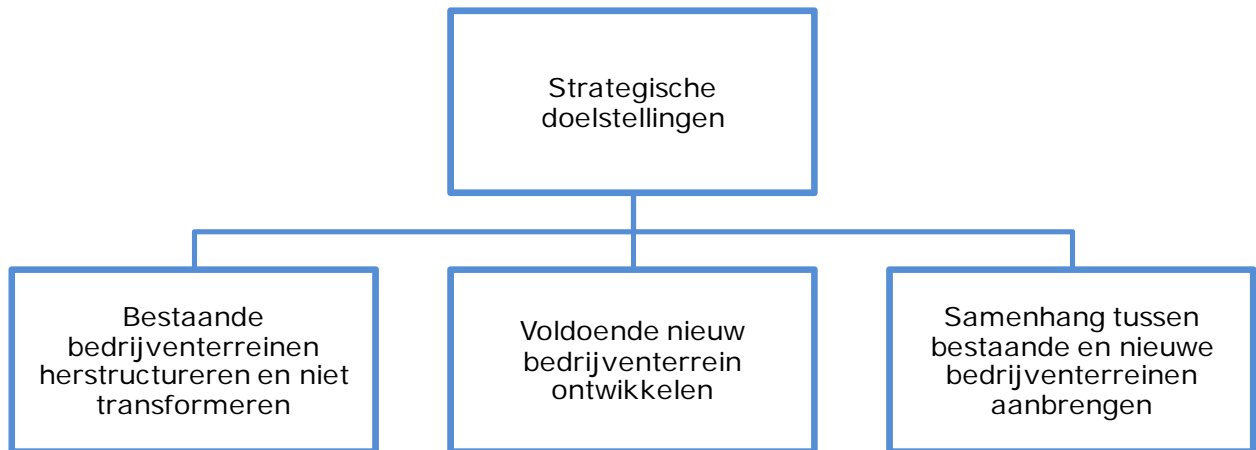 Strategische
doelstellingen
Bestaande
bedrijventerreinen
herstructureren en niet
transformeren
Voldoende nieuw
bedrijventerrein
ontwikkelen
Samenhang tussen
bestaande en nieuwe
bedrijventerreinen
aanbrengen